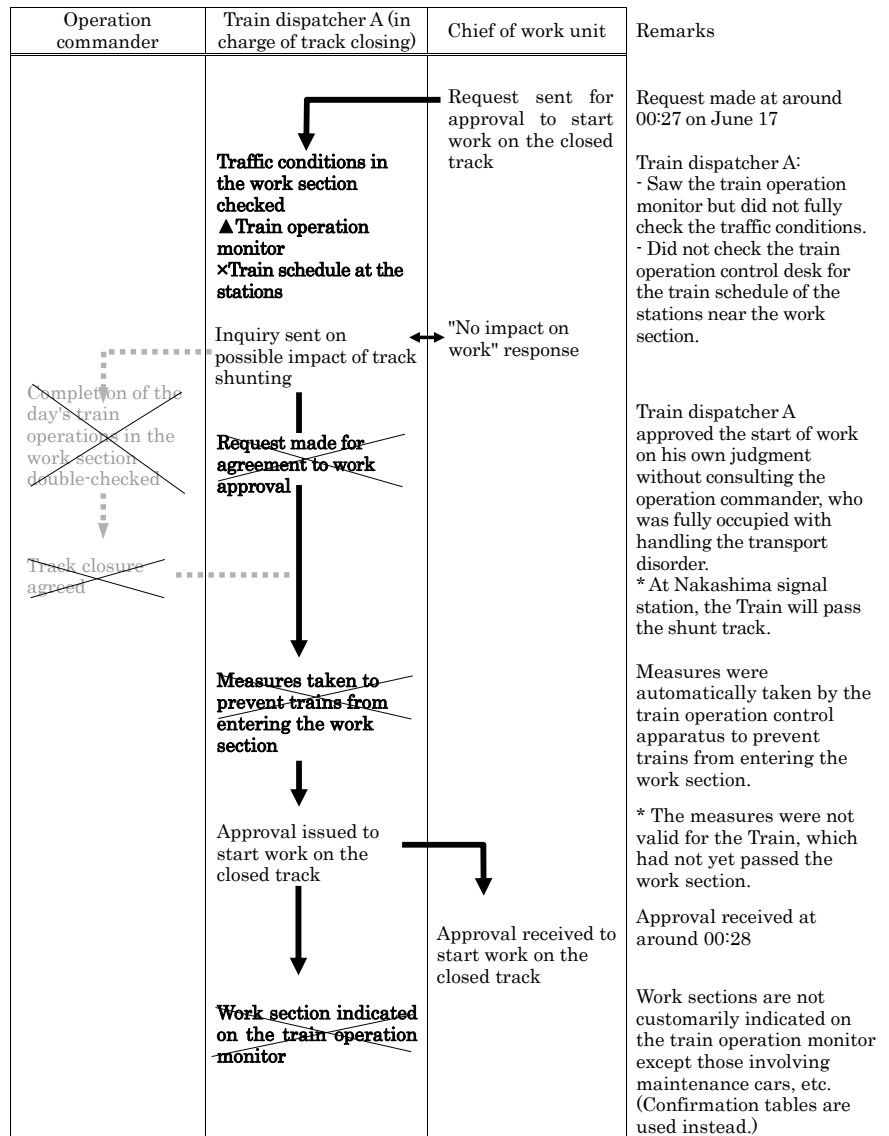 Operation
commander
Train dispatcher A (in
charge of track closing)
Chief of work unit
Remarks
Request sent for
approval to start
work on the closed
track
Request made at around
00:27 on June 17
Traffic conditions in
the work section
checked
▲Train operation
monitor
×Train schedule at the
stations
Train dispatcher A:
- Saw the train operation
monitor but did not fully
check the traffic conditions.
- Did not check the train
operation control desk for
the train schedule of the
stations near the work
section.
Inquiry sent on
possible impact of track
shunting
"No impact on
work" response
Completion of the
day's train
operations in the
work section
double-checked
Request made for
agreement to work
approval
Train dispatcher A
approved the start of work
on his own judgment
without consulting the
operation commander, who
was fully occupied with
handling the transport
disorder.
* At Nakashima signal
station, the Train will pass
the shunt track.
Track closure
agreed
Measures taken to
prevent trains from
entering the work
section
Measures were
automatically taken by the
train operation control
apparatus to prevent
trains from entering the
work section.
* The measures were not
valid for the Train, which
had not yet passed the
work section.
Approval issued to
start work on the
closed track
Approval received to
start work on the
closed track
Approval received at
around 00:28
Work section indicated
on the train operation
monitor
Work sections are not
customarily indicated on
the train operation monitor
except those involving
maintenance cars, etc.
(Confirmation tables are
used instead.)